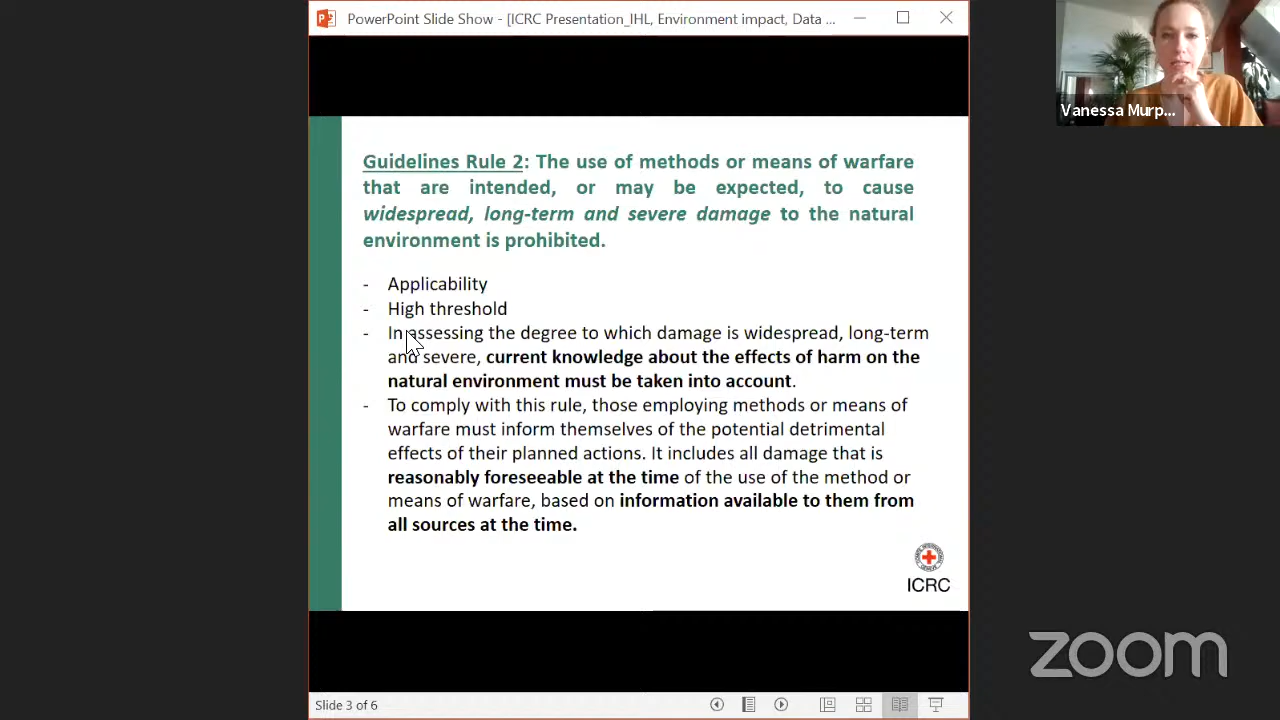 PowerPoint Slide Show - [ICRC Presentation_IHL, Environment impact, Data ...
Vanessa Murp...
Guidelines Rule 2: The use of methods or means of warfare
that are intended, or may be expected, to cause
widespread, long-term and severe damage to the natural
environment is prohibited.
- Applicability
- High threshold
- In assessing the degree to which damage is widespread, long-term
and severe, current knowledge about the effects of harm on the
natural environment must be taken into account.
- To comply with this rule, those employing methods or means of
warfare must inform themselves of the potential detrimental
effects of their planned actions. It includes all damage that is
reasonably foreseeable at the time of the use of the method or
means of warfare, based on information available to them from
all sources at the time.
ICRC
zoom
Slide 3 of 6